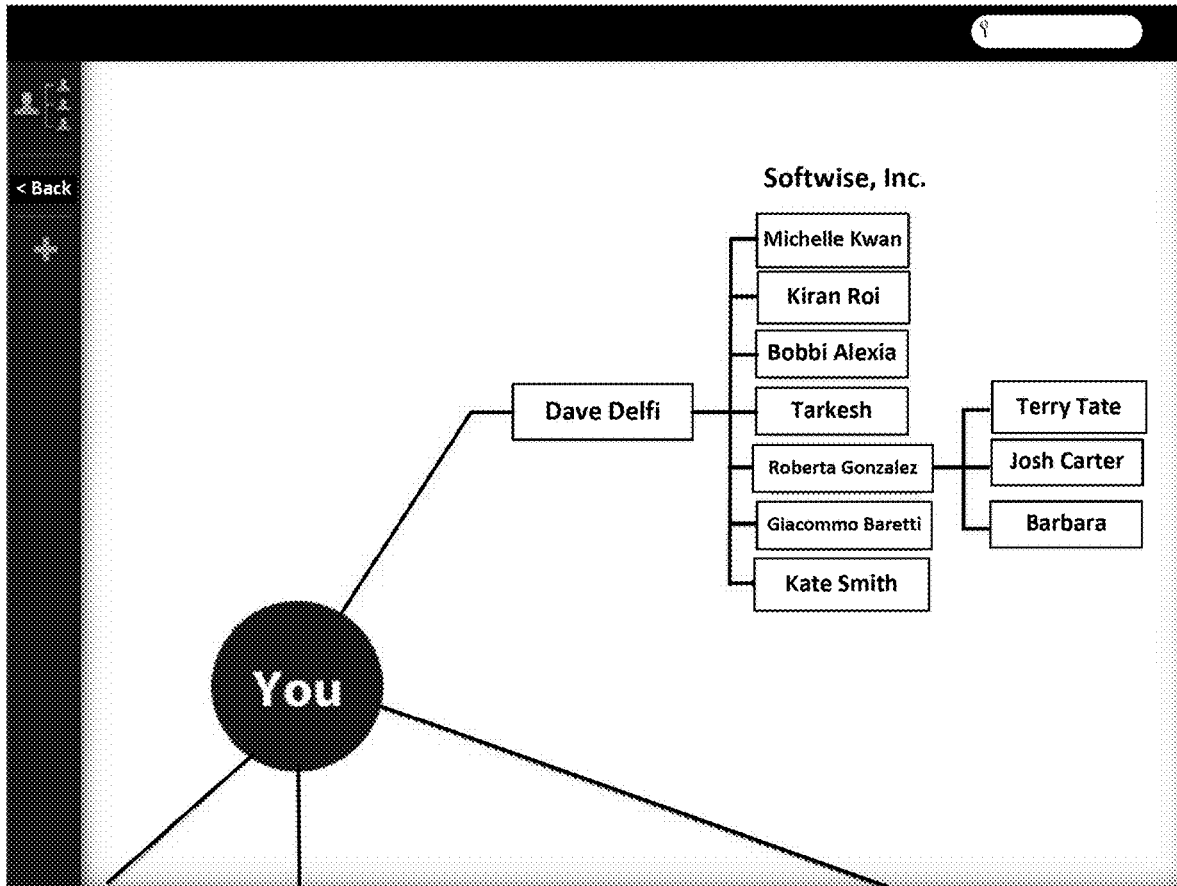 < Back
Softwise, Inc.
Michelle Kwan
Kiran Roi
Bobbi Alexia
Dave Delfi
Tarkesh
Roberta Gonzalez
Giacommo Baretti
Kate Smith
Terry Tate
Josh Carter
Barbara
You